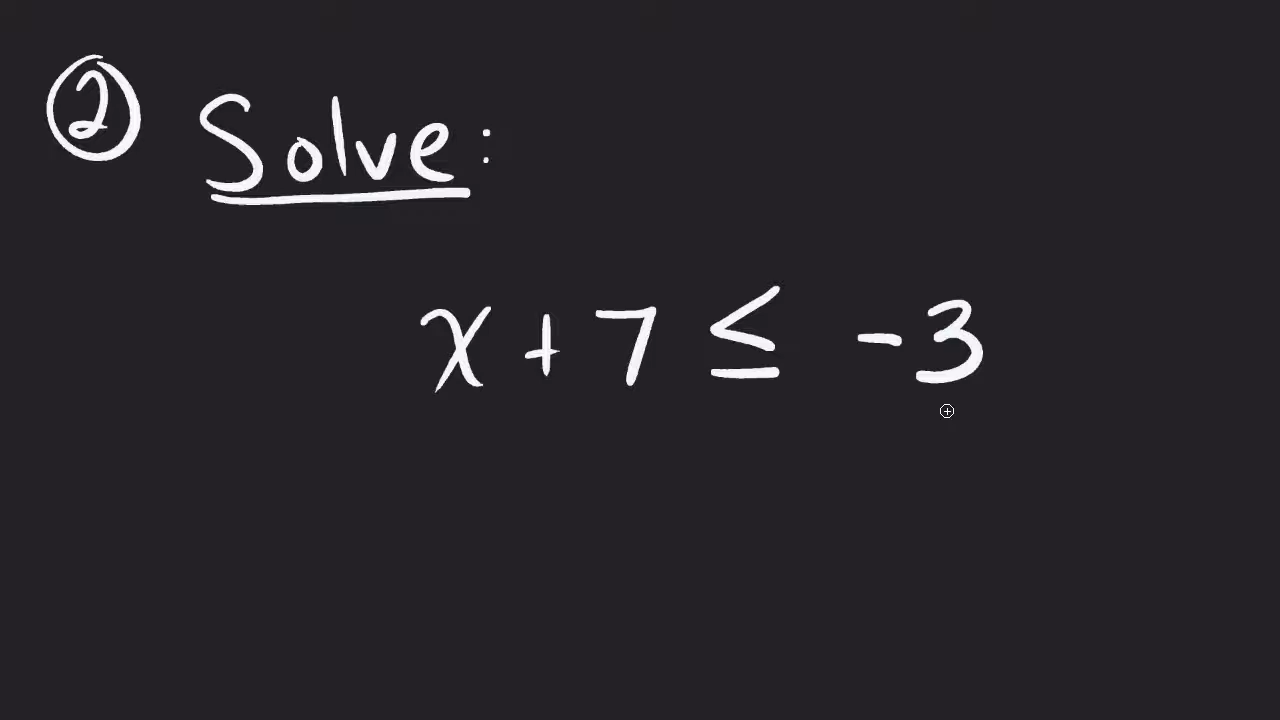 ② Solve:
x + 7 ≤ -3